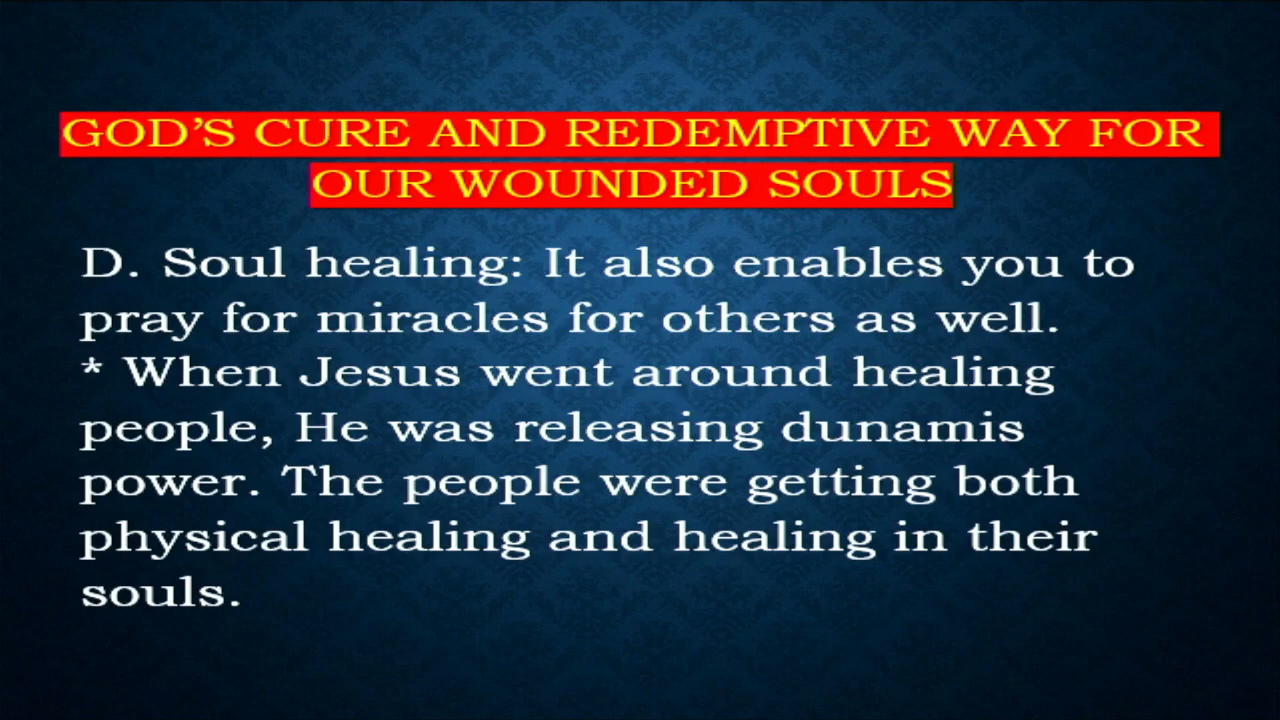 GOD’S CURE AND REDEMPTIVE WAY FOR
OUR WOUNDED SOULS
D. Soul healing: It also enables you to
pray for miracles for others as well.
* When Jesus went around healing
people, He was releasing dunamis
power. The people were getting both
physical healing and healing in their
souls.